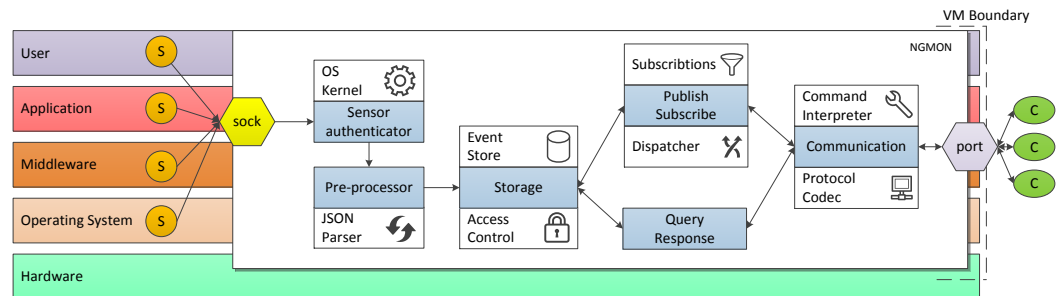 VM Boundary
User
S
NGMON
Application
S
Middleware
S
Operating System
S
Hardware
sock
OS
Kernel
Sensor
authenticator
Pre-processor
JSON
Parser
Event
Store
Storage
Access
Control
Subscribtions
Publish
Subscribe
Dispatcher
Query
Response
Command
Interpreter
Communication
Protocol
Codec
port
C
C
C